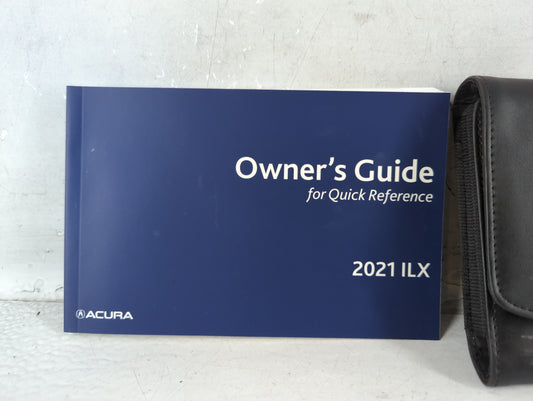 Owner's Guide
for Quick Reference
2021 ILX
ACURA